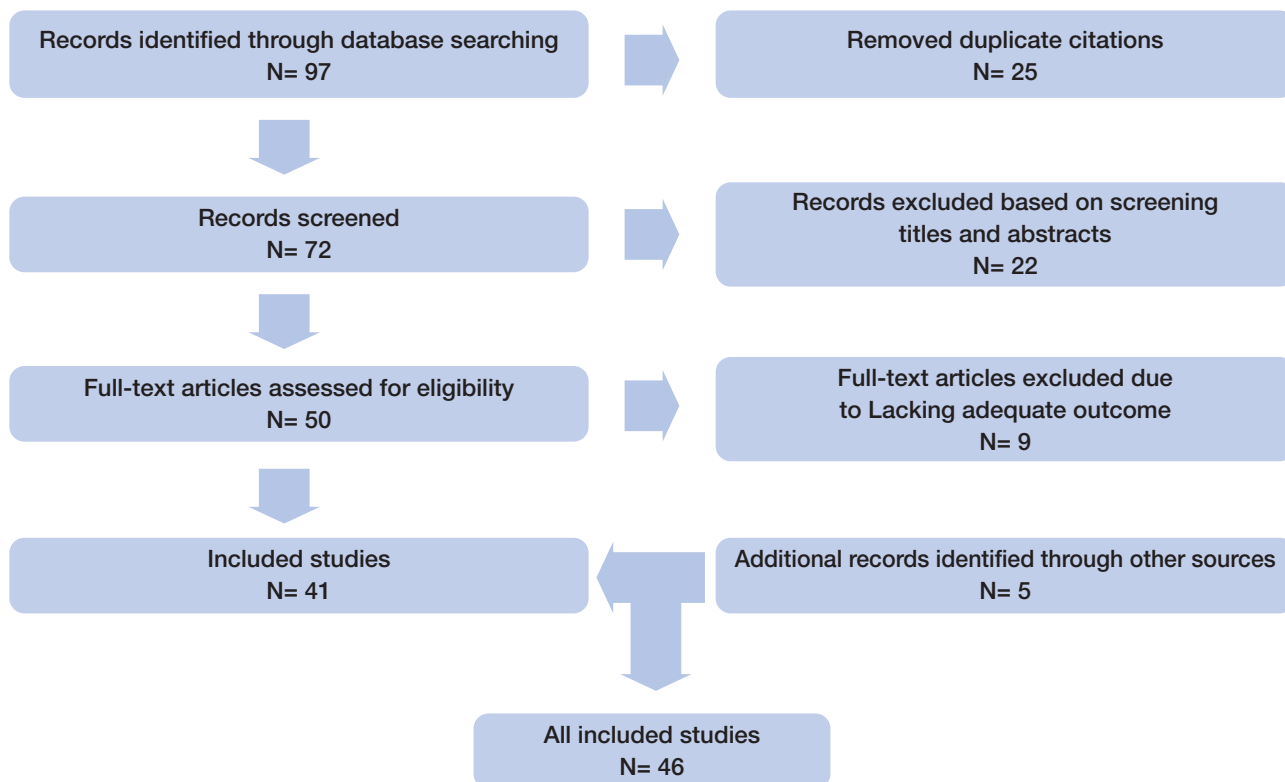 Records identified through database searching
N= 97
Removed duplicate citations
N= 25
Records screened
N= 72
Records excluded based on screening
titles and abstracts
N= 22
Full-text articles assessed for eligibility
N= 50
Full-text articles excluded due
to Lacking adequate outcome
N= 9
Included studies
N= 41
Additional records identified through other sources
N= 5
All included studies
N= 46